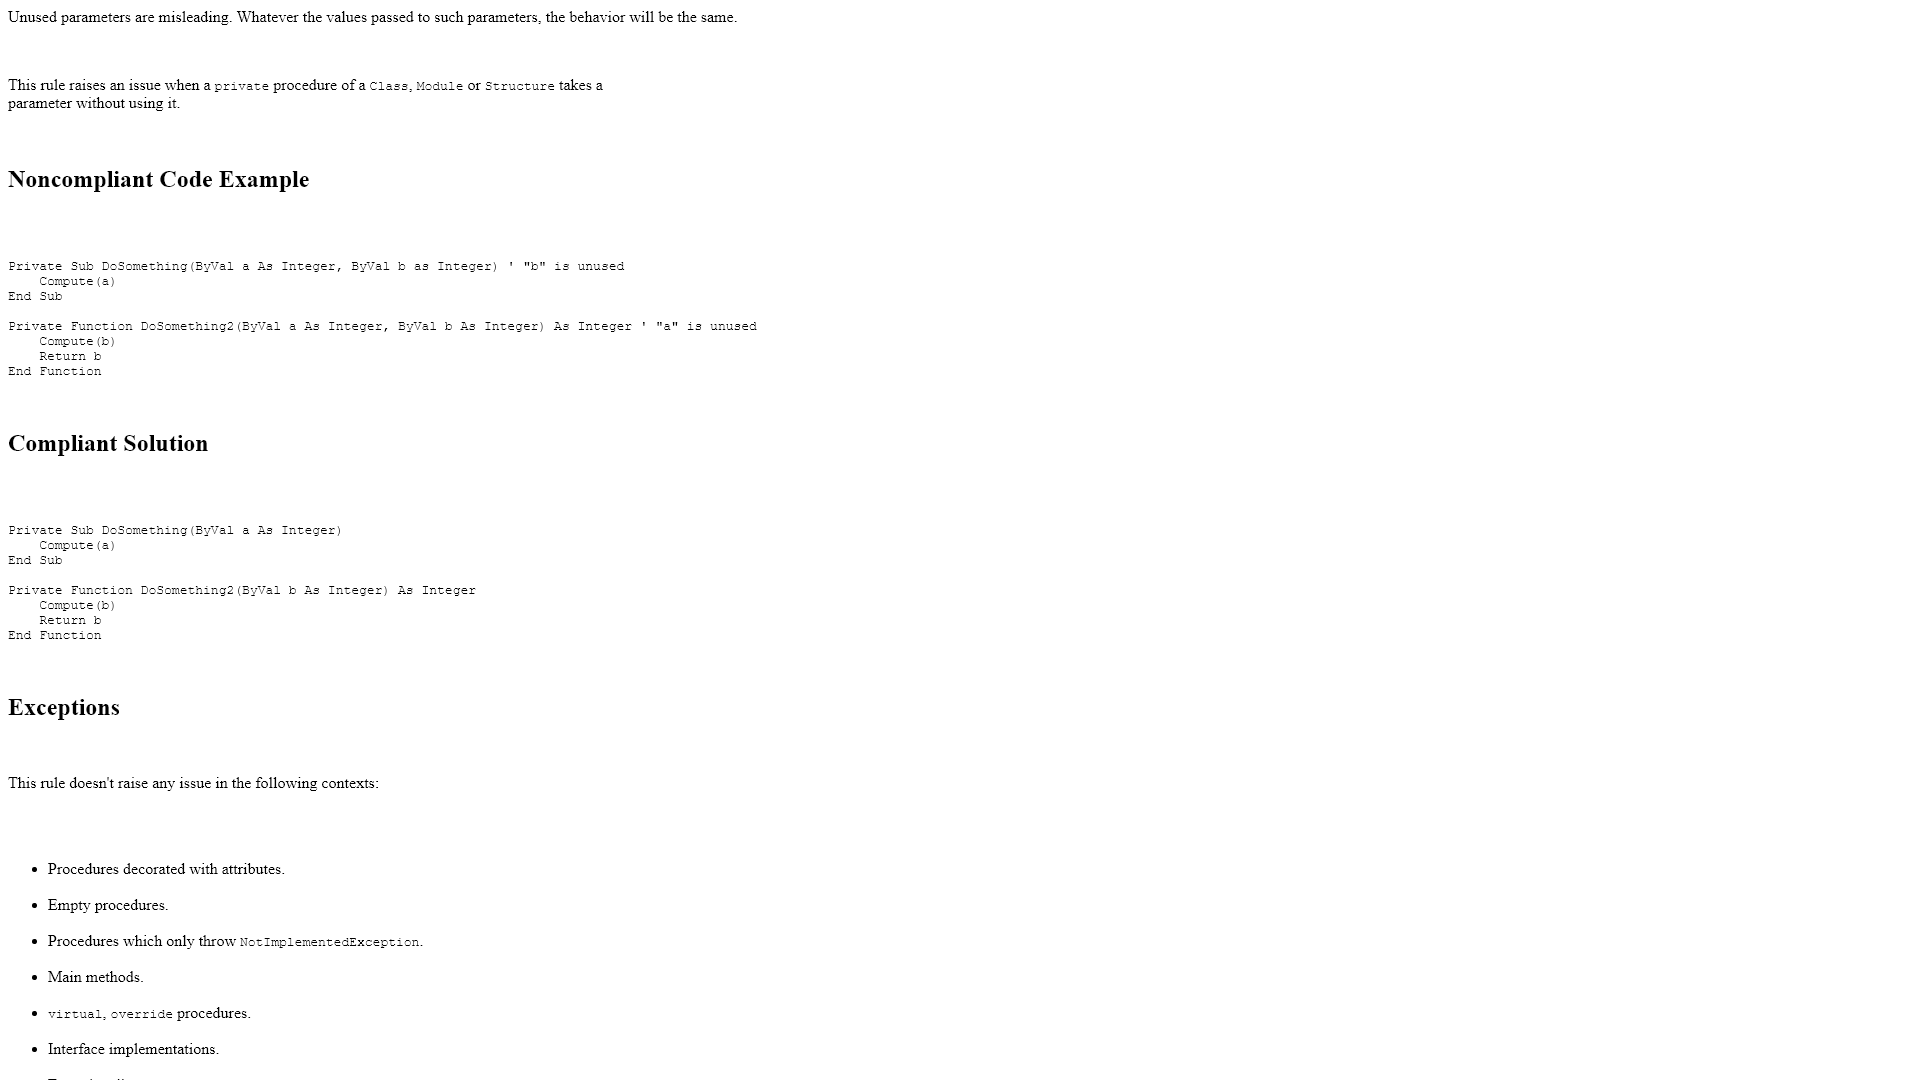 Unused parameters are misleading. Whatever the values passed to such parameters, the behavior will be the same.
This rule raises an issue when a private procedure of a Class, Module or Structure takes a
parameter without using it.
Noncompliant Code Example
Private Sub DoSomething(ByVal a As Integer, ByVal b as Integer) ' "b" is unused
    Compute(a)
End Sub
Private Function DoSomething2(ByVal a As Integer, ByVal b As Integer) As Integer ' "a" is unused
    Compute(b)
    Return b
End Function
Compliant Solution
Private Sub DoSomething(ByVal a As Integer)
    Compute(a)
End Sub
Private Function DoSomething2(ByVal b As Integer) As Integer
    Compute(b)
    Return b
End Function
Exceptions
This rule doesn't raise any issue in the following contexts:
• Procedures decorated with attributes.
• Empty procedures.
• Procedures which only throw NotImplementedException.
• Main methods.
• virtual, override procedures.
• Interface implementations.